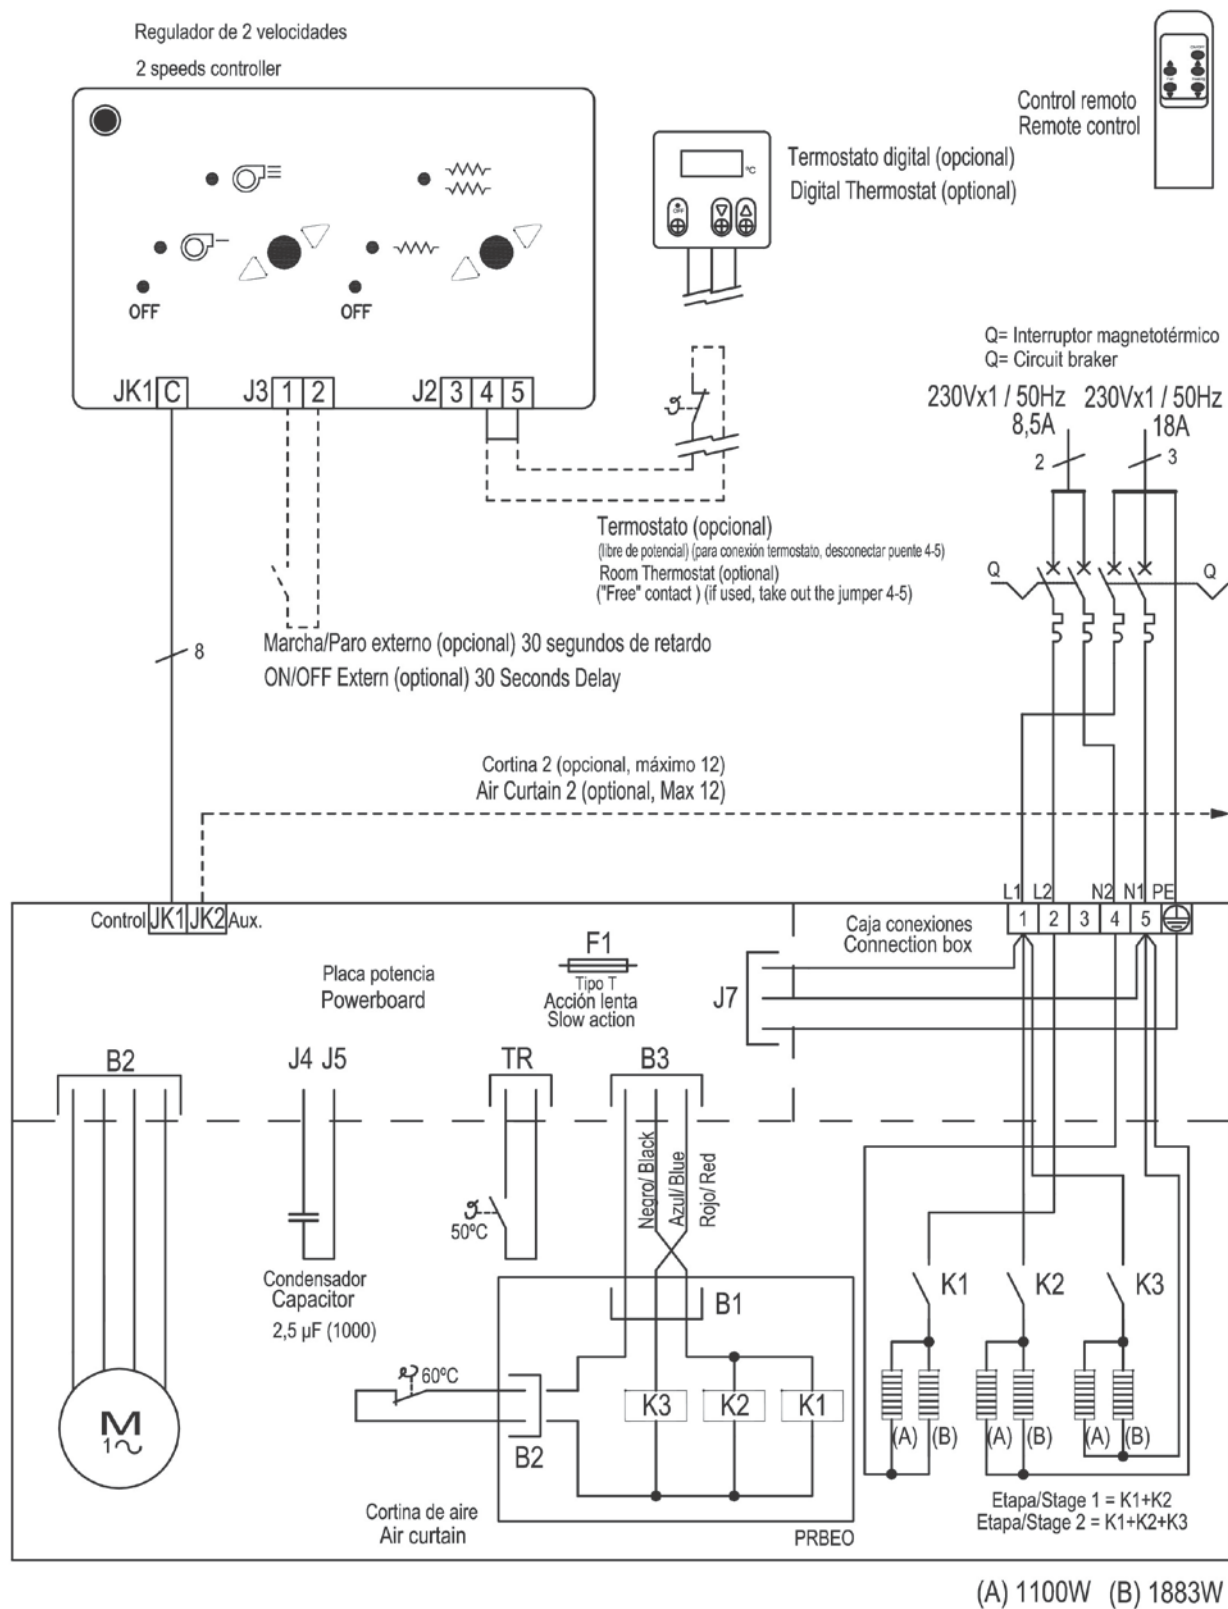 Regulador de 2 velocidades
2 speeds controller
Control remoto
Remote control
Termostato digital (opcional)
Digital Thermostat (optional)
ºC
OFF
OFF
OFF
JK1 C
J3 1 2
J2 3 4 5
Q= Interruptor magnetotérmico
Q= Circuit braker
230Vx1 / 50Hz
8,5A
230Vx1 / 50Hz
18A
2
3
Termostato (opcional)
(libre de potencial) (para conexión termostato, desconectar puente 4-5)
Room Thermostat (optional)
("Free" contact ) (if used, take out the jumper 4-5)
Q
Q
8
Marcha/Paro externo (opcional) 30 segundos de retardo
ON/OFF Extern (optional) 30 Seconds Delay
Cortina 2 (opcional, máximo 12)
Air Curtain 2 (optional, Max 12)
L1 L2 N2 N1 PE
Control JK1 JK2 Aux.
1 2 3 4 5
Caja conexiones
Connection box
Placa potencia
Powerboard
F1
Tipo T
Acción lenta
Slow action
J7
B2
J4 J5
TR
B3
Negro/ Black
Azul/ Blue
Rojo/ Red
50ºC
Condensador
Capacitor
2,5 µF (1000)
B1
K1
K2
K3
60ºC
K3
K2
K1
B2
M
1
(A) (B)
(A) (B)
(A) (B)
Cortina de aire
Air curtain
PRBEO
Etapa/Stage 1 = K1+K2
Etapa/Stage 2 = K1+K2+K3
(A) 1100W (B) 1883W